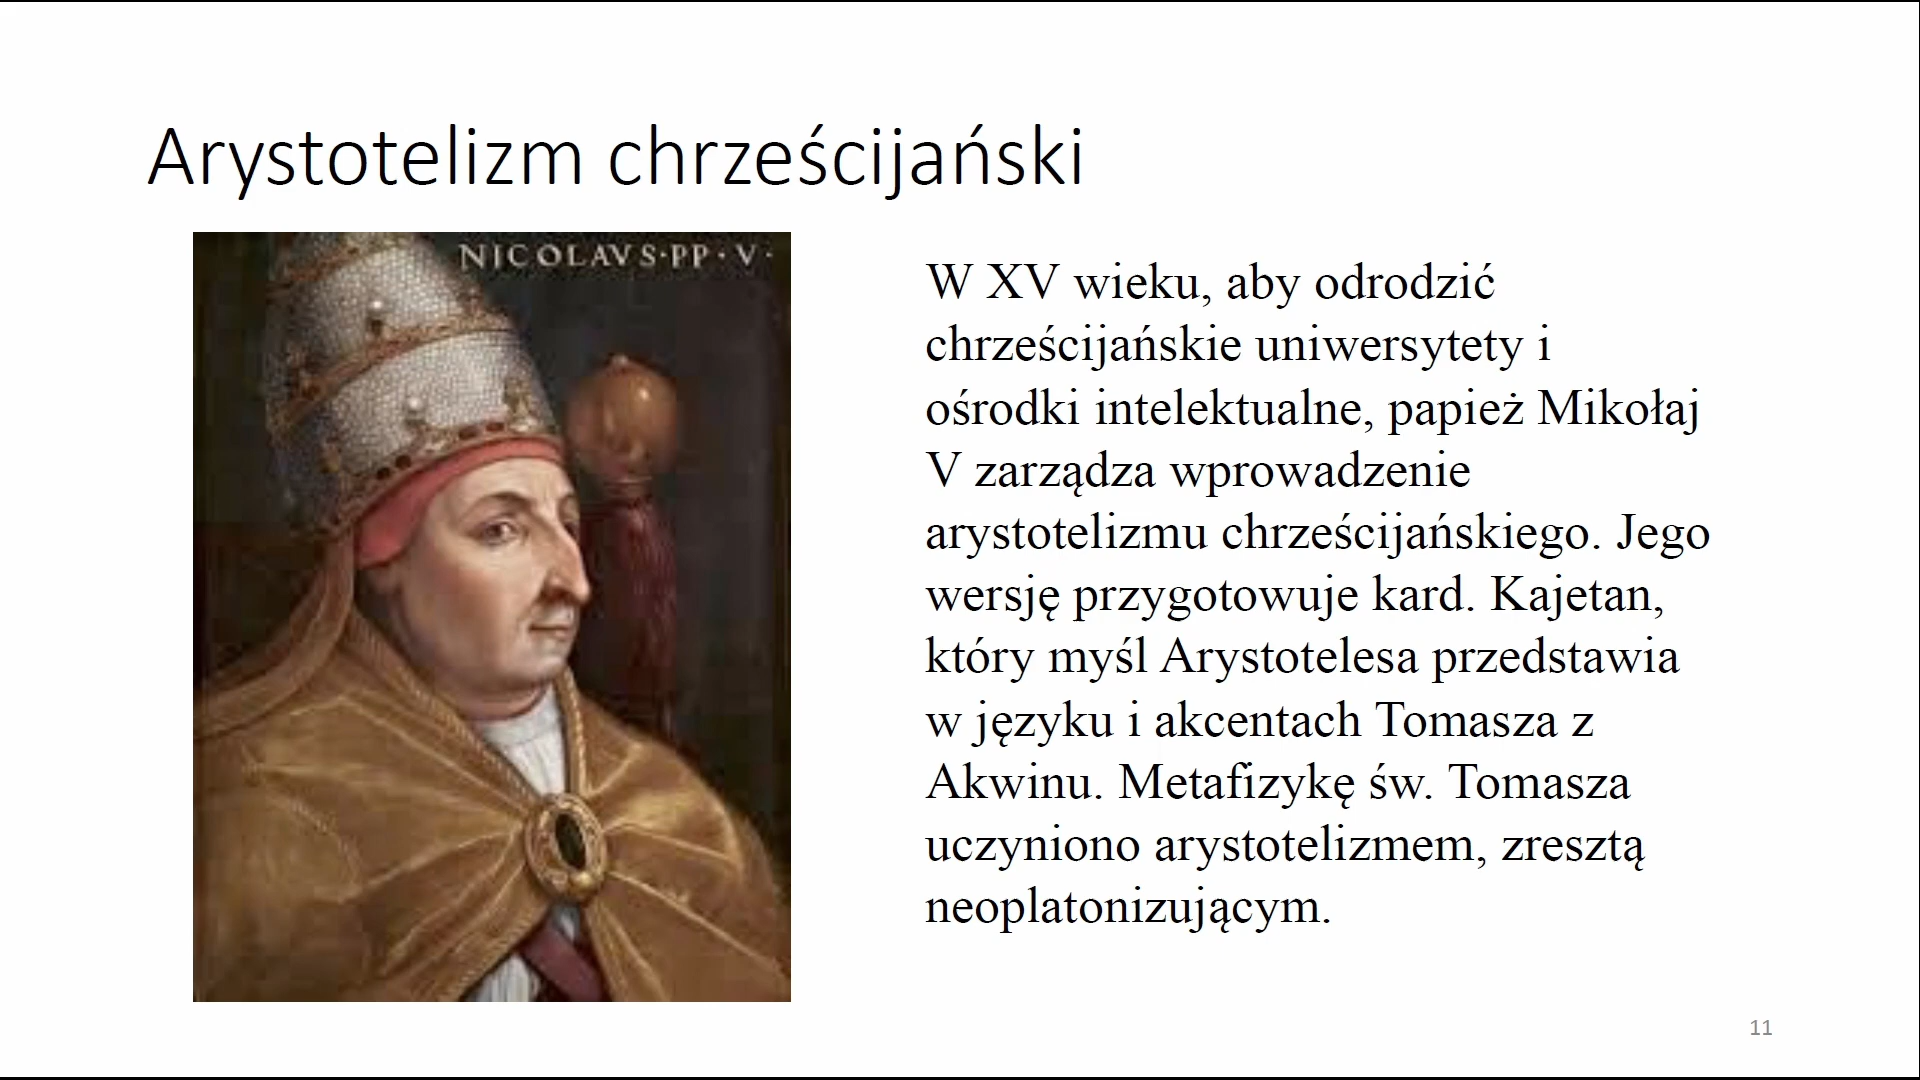 Arystotelizm chrześcijański
NICOLAVS·PP·V·
W XV wieku, aby odrodzić
chrześcijańskie uniwersytety i
ośrodki intelektualne, papież Mikołaj
V zarządza wprowadzenie
arystotelizmu chrześcijańskiego. Jego
wersję przygotowuje kard. Kajetan,
który myśl Arystotelesa przedstawia
w języku i akcentach Tomasza z
Akwinu. Metafizykę św. Tomasza
uczyniono arystotelizmem, zresztą
neoplatonizującym.
11